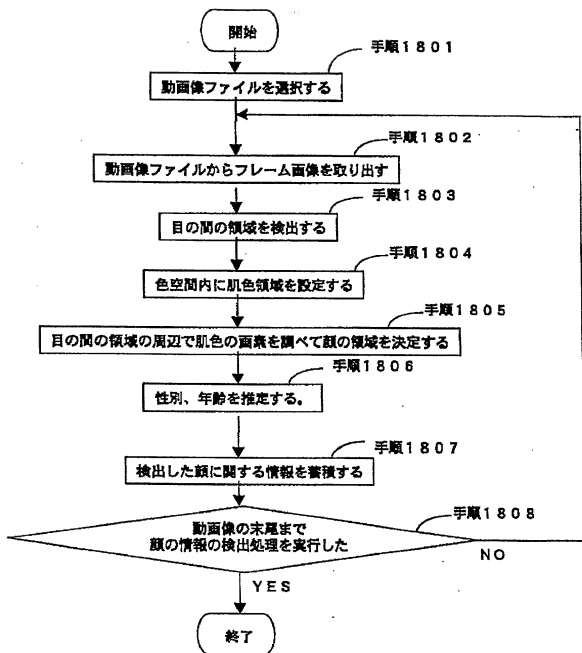 開始
手順１８０１
動画像ファイルを選択する
手順１８０２
動画像ファイルからフレーム画像を取り出す
手順１８０３
目の間の領域を検出する
手順１８０４
色空間内に肌色領域を設定する
手順１８０５
目の間の領域の周辺で肌色の画素を調べて顔の領域を決定する
手順１８０６
性別、年齢を推定する。
手順１８０７
検出した顔に関する情報を蓄積する
手順１８０８
動画像の末尾まで
顔の情報の検出処理を実行した
NO
YES
終了